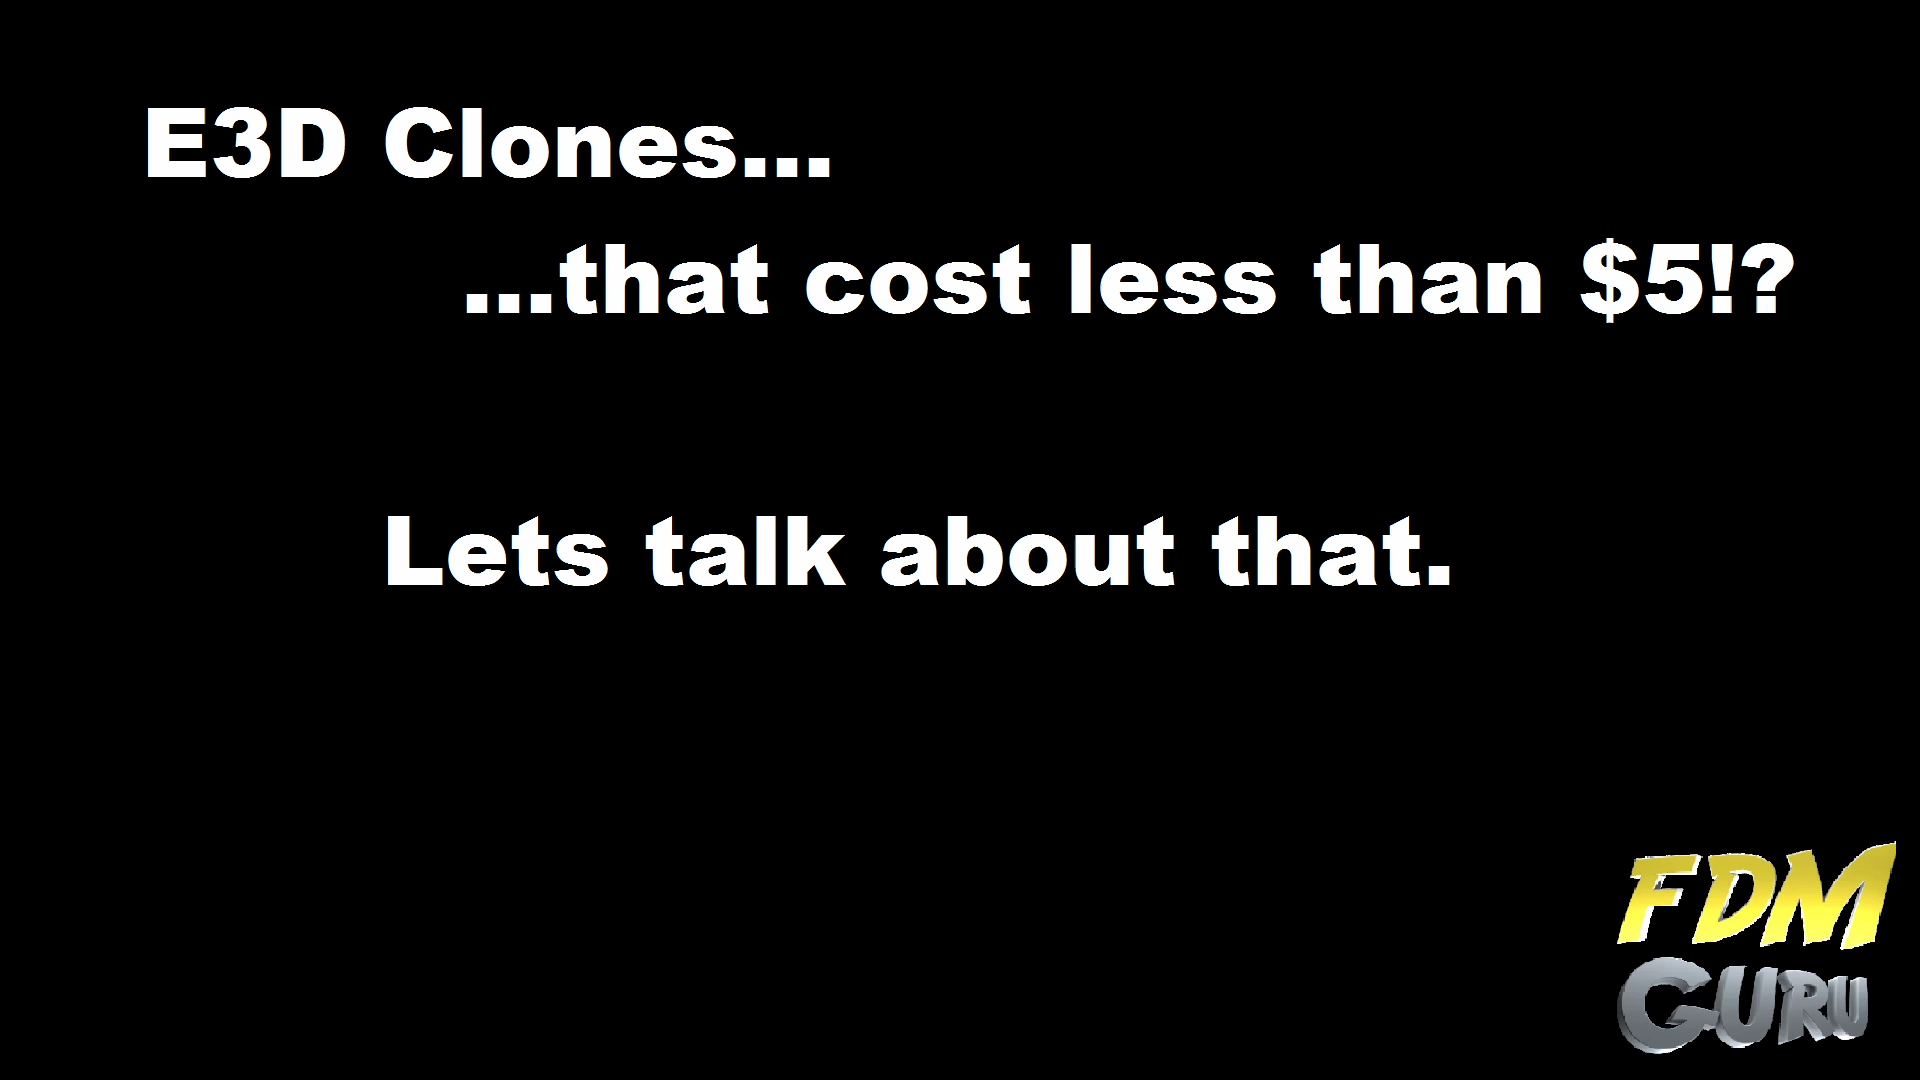 E3D Clones...
...that cost less than $5!?
Lets talk about that.
FDM
GURU